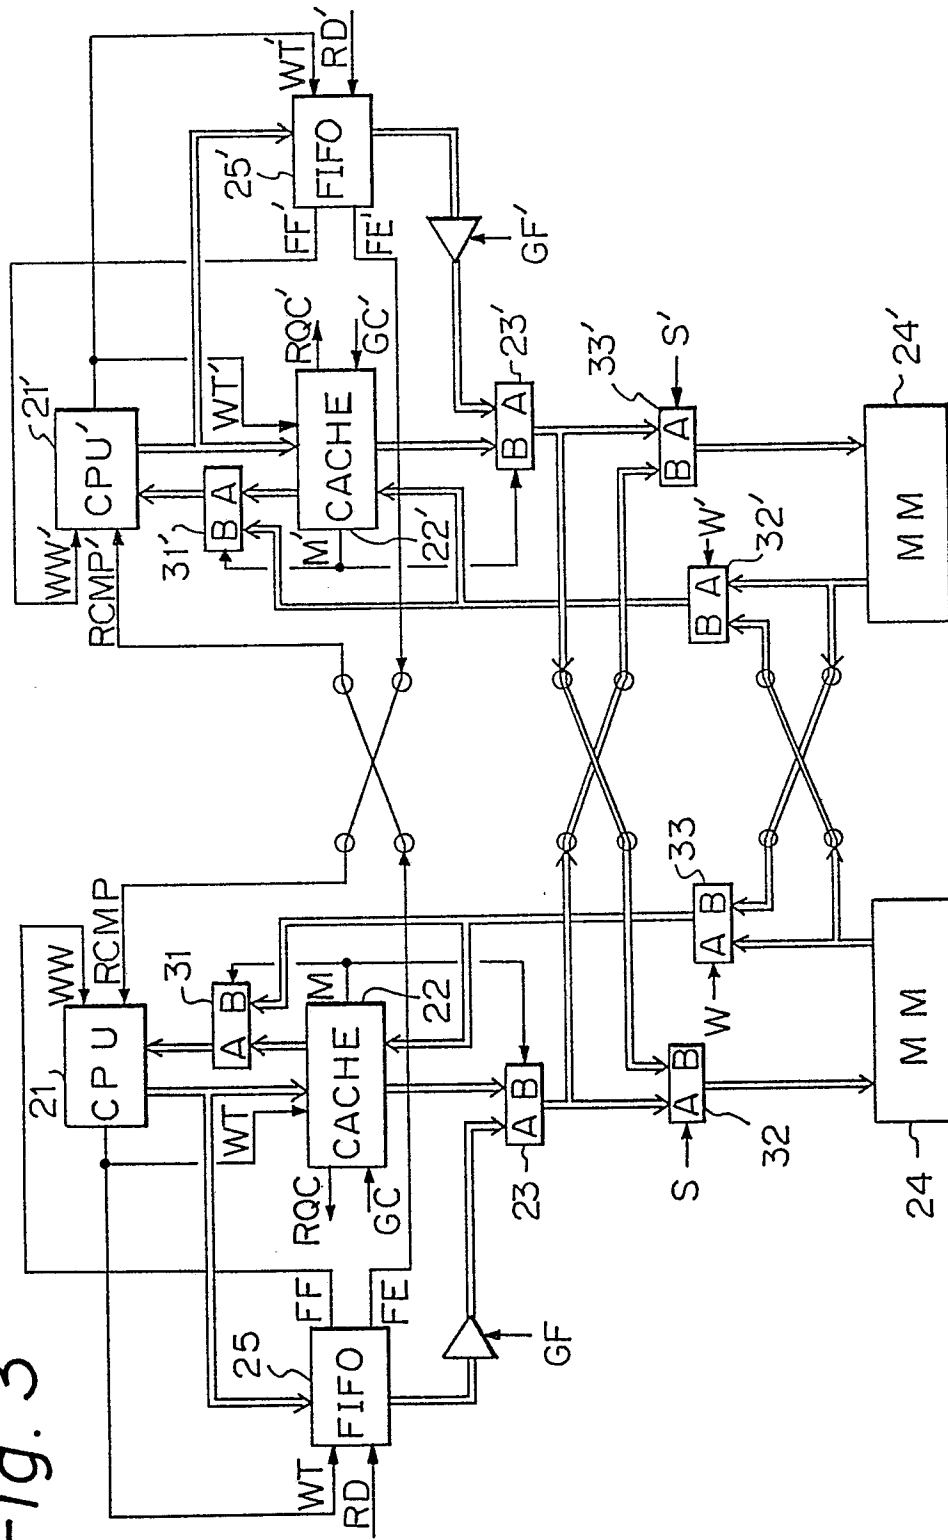 Fig. 3
21
CPU
WW
RCMP
31
A B
WT
M
22
CACHE
RQC
GC
25
FIFO
FF
FE
WT
RD
GF
23
A B
S
A B
32
W
A B
33
24
MM
21'
CPU'
WW'
RCMP'
31'
B A
WT'
M'
22'
CACHE
RQC'
GC'
25'
FIFO
FF'
FE'
WT'
RD'
GF'
23'
B A
33'
B A
S'
W'
B A
32'
24'
MM